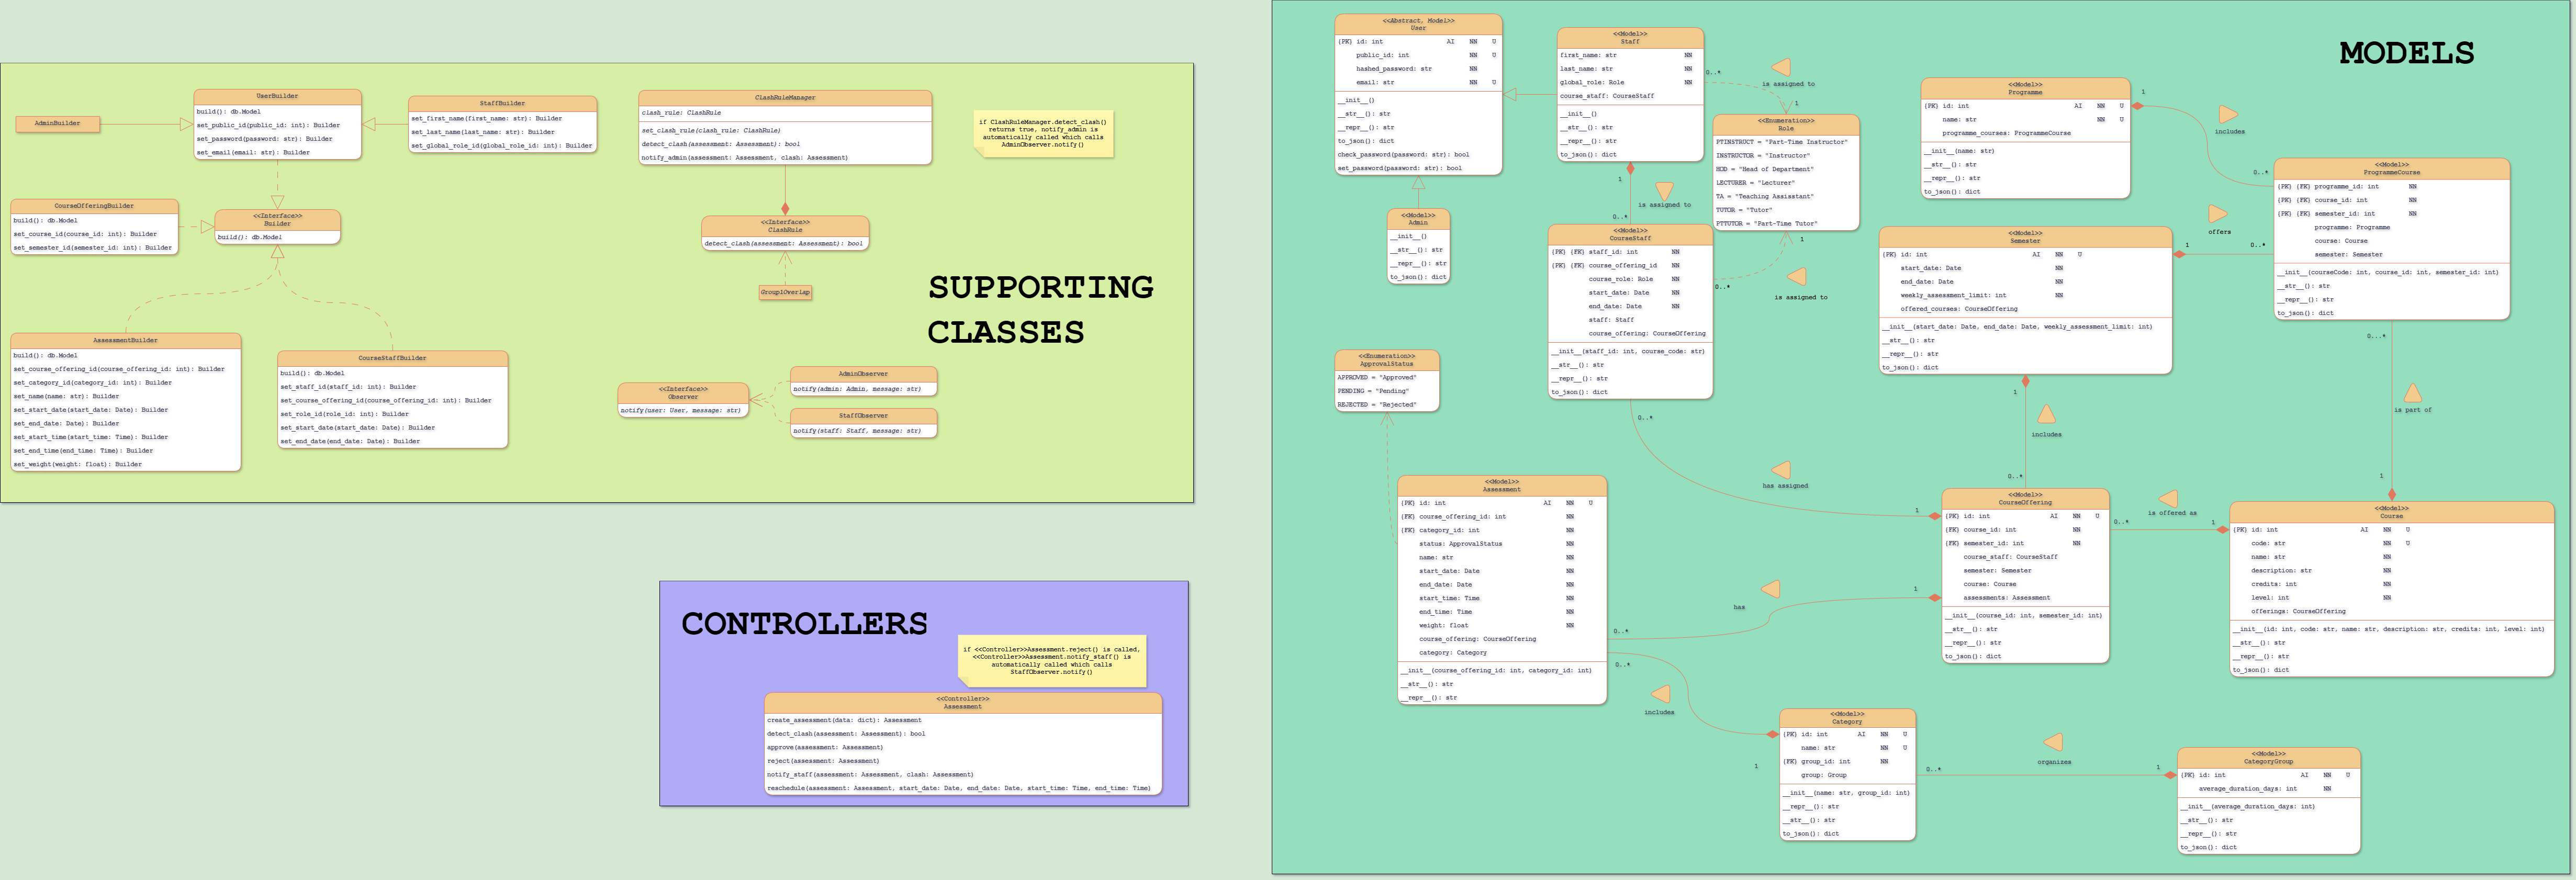 SUPPORTING
CLASSES
UserBuilder
build(): db.Model
set_public_id(public_id: int): Builder
set_password(password: str): Builder
set_email(email: str): Builder
AdminBuilder
StaffBuilder
set_first_name(first_name: str): Builder
set_last_name(last_name: str): Builder
set_global_role_id(global_role_id: int): Builder
CourseOfferingBuilder
build(): db.Model
set_course_id(course_id: int): Builder
set_semester_id(semester_id: int): Builder
<<Interface>>
Builder
build(): db.Model
AssessmentBuilder
build(): db.Model
set_course_offering_id(course_offering_id: int): Builder
set_category_id(category_id: int): Builder
set_name(name: str): Builder
set_start_date(start_date: Date): Builder
set_end_date: Date): Builder
set_start_time(start_time: Time): Builder
set_end_time(end_time: Time): Builder
set_weight(weight: float): Builder
CourseStaffBuilder
build(): db.Model
set_staff_id(staff_id: int): Builder
set_course_offering_id(course_offering_id: int): Builder
set_role_id(role_id: int): Builder
set_start_date(start_date: Date): Builder
set_end_date(end_date: Date): Builder
ClashRuleManager
clash_rule: ClashRule
set_clash_rule(clash_rule: ClashRule)
detect_clash(assessment: Assessment): bool
notify_admin(assessment: Assessment, clash: Assessment)
if ClashRuleManager.detect_clash()
returns true, notify_admin is
automatically called which calls
AdminObserver.notify()
<<Interface>>
ClashRule
detect_clash(assessment: Assessment): bool
Group1Overlap
<<Interface>>
Observer
notify(user: User, message: str)
AdminObserver
notify(admin: Admin, message: str)
StaffObserver
notify(staff: Staff, message: str)
CONTROLLERS
if <<Controller>>Assessment.reject() is called,
<<Controller>>Assessment.notify_staff() is
automatically called which calls
StaffObserver.notify()
<<Controller>>
Assessment
create_assessment(data: dict): Assessment
detect_clash(assessment: Assessment): bool
approve(assessment: Assessment)
reject(assessment: Assessment)
notify_staff(assessment: Assessment, clash: Assessment)
reschedule(assessment: Assessment, start_date: Date, end_date: Date, start_time: Time, end_time: Time)
MODELS
<<Abstract, Model>>
User
{PK} id: int AI NN U
public_id: int NN U
hashed_password: str NN
email: str NN U
__init__()
__str__(): str
__repr__(): str
to_json(): dict
check_password(password: str): bool
set_password(password: str): bool
<<Model>>
Admin
__init__()
__str__(): str
__repr__(): str
to_json(): dict
<<Model>>
Staff
first_name: str NN
last_name: str NN
global_role: Role NN
course_staff: CourseStaff
__init__()
__str__(): str
__repr__(): str
to_json(): dict
0..*
is assigned to
1
<<Enumeration>>
Role
PTINSTRUCT = "Part-Time Instructor"
INSTRUCTOR = "Instructor"
HOD = "Head of Department"
LECTURER = "Lecturer"
TA = "Teaching Assisstant"
TUTOR = "Tutor"
PTTUTOR = "Part-Time Tutor"
1
is assigned to
0..*
1
0..*
is assigned to
<<Model>>
CourseStaff
{PK} {FK} staff_id: int NN
{PK} {FK} course_offering_id NN
course_role: Role NN
start_date: Date NN
end_date: Date NN
staff: Staff
course_offering: CourseOffering
__init__(staff_id: int, course_code: str)
__str__(): str
__repr__(): str
to_json(): dict
0..*
has assigned
1
<<Enumeration>>
ApprovalStatus
APPROVED = "Approved"
PENDING = "Pending"
REJECTED = "Rejected"
<<Model>>
Assessment
{PK} id: int AI NN U
{FK} course_offering_id: int NN
{FK} category_id: int NN
status: ApprovalStatus NN
name: str NN
start_date: Date NN
end_date: Date NN
start_time: Time NN
end_time: Time NN
weight: float NN
course_offering: CourseOffering
category: Category
__init__(course_offering_id: int, category_id: int)
__str__(): str
__repr__(): str
0..*
has
1
0..*
includes
1
<<Model>>
Programme
{PK} id: int AI NN U
name: str NN U
programme_courses: ProgrammeCourse
__init__(name: str)
__str__(): str
__repr__(): str
to_json(): dict
1
includes
0..*
<<Model>>
ProgrammeCourse
{PK} {FK} programme_id: int NN
{PK} {FK} course_id: int NN
{PK} {FK} semester_id: int NN
programme: Programme
course: Course
semester: Semester
__init__(courseCode: int, course_id: int, semester_id: int)
__str__(): str
__repr__(): str
to_json(): dict
offers
1
0..*
<<Model>>
Semester
{PK} id: int AI NN U
start_date: Date NN
end_date: Date NN
weekly_assessment_limit: int NN
offered_courses: CourseOffering
__init__(start_date: Date, end_date: Date, weekly_assessment_limit: int)
__str__(): str
__repr__(): str
to_json(): dict
1
includes
0..*
0...*
is part of
1
<<Model>>
CourseOffering
{PK} id: int AI NN U
{FK} course_id: int NN
{FK} semester_id: int NN
course_staff: CourseStaff
semester: Semester
course: Course
assessments: Assessment
__init__(course_id: int, semester_id: int)
__str__(): str
__repr__(): str
to_json(): dict
is offered as
0..*
1
<<Model>>
Course
{PK} id: int AI NN U
code: str NN U
name: str NN
description: str NN
credits: int NN
level: int NN
offerings: CourseOffering
__init__(id: int, code: str, name: str, description: str, credits: int, level: int)
__str__(): str
__repr__(): str
to_json(): dict
<<Model>>
Category
{PK} id: int AI NN U
name: str NN U
{FK} group_id: int NN
group: Group
__init__(name: str, group_id: int)
__repr__(): str
__str__(): str
to_json(): dict
0..*
organizes
1
<<Model>>
CategoryGroup
{PK} id: int AI NN U
average_duration_days: int NN
__init__(average_duration_days: int)
__str__(): str
__repr__(): str
to_json(): dict